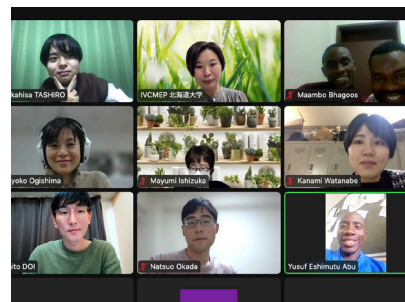 kahisa TASHIRO
IVCMEP 北海道大学
Maambo Bhagoos
yoko Ogishima
Mayumi Ishizuka
Kanami Watanabe
ito DOI
Natsuo Okada
Yusuf Eshimutu Abu